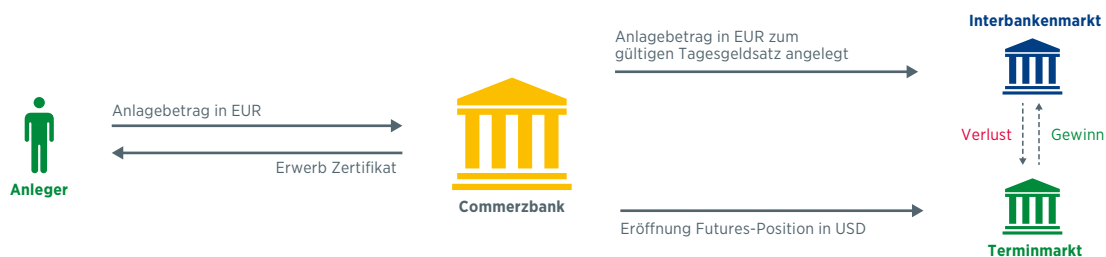 Interbankenmarkt
Anlagebetrag in EUR zum
gültigen Tagesgeldsatz angelegt
Anlagebetrag in EUR
Verlust
Gewinn
Erwerb Zertifikat
Anleger
Commerzbank
Eröffnung Futures-Position in USD
Terminmarkt